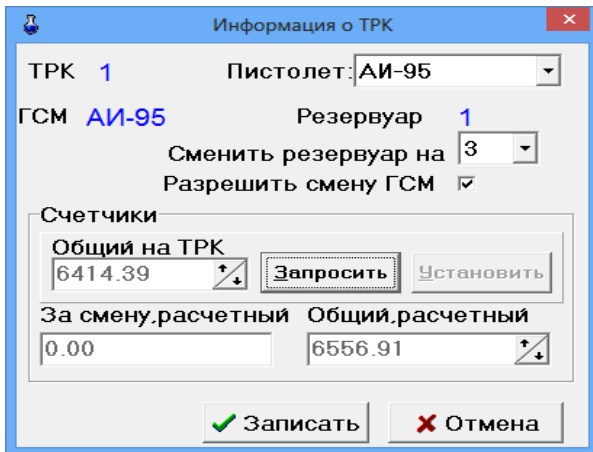 Информация о ТРК
ТРК 1 Пистолет: АИ-95
ГСМ АИ-95 Резервуар 1
Сменить резервуар на 3
Разрешить смену ГСМ
Счетчики
Общий на ТРК
6414.39 Запросить Установить
За смену,расчетный Общий,расчетный
0.00 6556.91
Записать Отмена